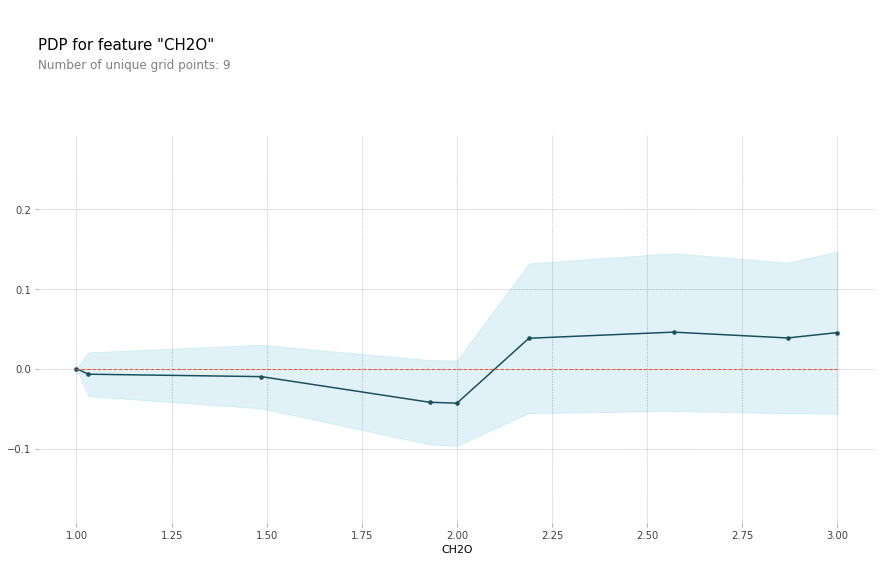 PDP for feature "CH2O"
Number of unique grid points: 9
0.2
0.1
0.0
−0.1
1.00 1.25 1.50 1.75 2.00 2.25 2.50 2.75 3.00
CH2O